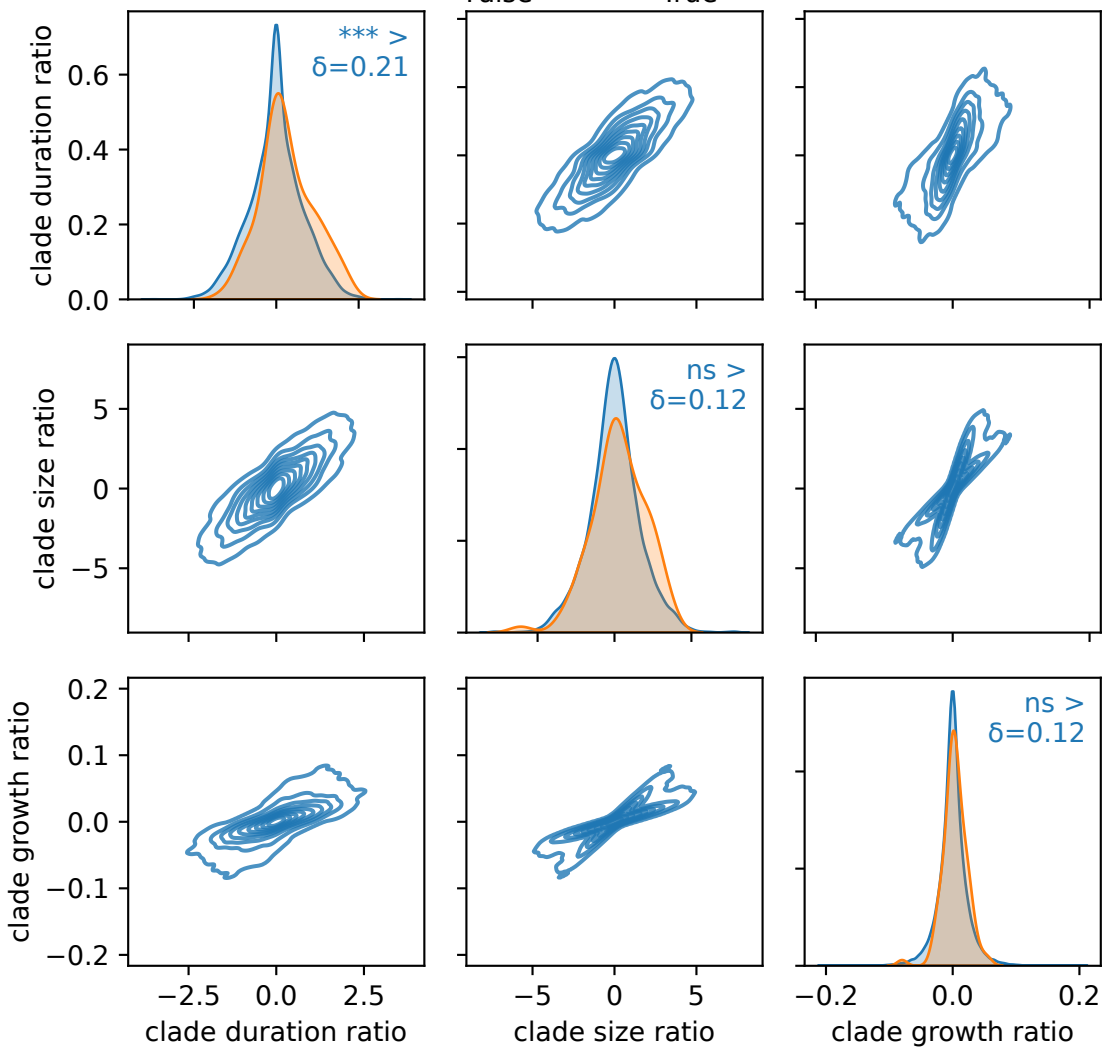 *** >
δ=0.21
clade duration ratio
0.6
0.4
0.2
0.0
ns >
δ=0.12
clade size ratio
5
0
−5
ns >
δ=0.12
clade growth ratio
0.2
0.1
0.0
−0.1
−0.2
−2.5 0.0 2.5
−5 0 5
−0.2 0.0 0.2
clade duration ratio
clade size ratio
clade growth ratio